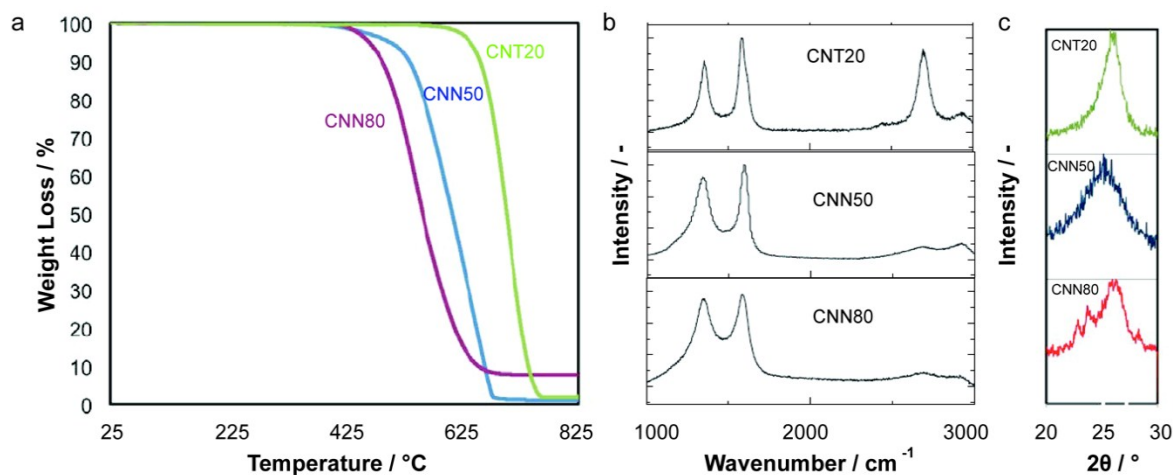 a
100
90
80
70
60
50
40
30
20
10
0
Weight Loss / %
CNT20
CNN50
CNN80
25 225 425 625 825
Temperature / °C
b
Intensity / -
CNT20
CNN50
CNN80
1000 2000 3000
Wavenumber / cm⁻¹
c
Intensity / -
CNT20
CNN50
CNN80
20 25 30
2θ / °